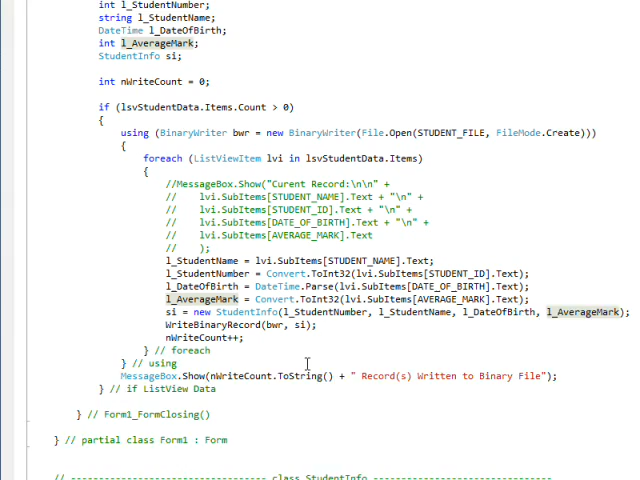 int l_StudentNumber;
string l_StudentName;
DateTime l_DateOfBirth;
int l_AverageMark;
StudentInfo si;
int nWriteCount = 0;
if (lsvStudentData.Items.Count > 0)
{
using (BinaryWriter bwr = new BinaryWriter(File.Open(STUDENT_FILE, FileMode.Create)))
{
foreach (ListViewItem lvi in lsvStudentData.Items)
{
//MessageBox.Show("Curent Record:\n\n" +
// lvi.SubItems[STUDENT_NAME].Text + "\n" +
// lvi.SubItems[STUDENT_ID].Text + "\n" +
// lvi.SubItems[DATE_OF_BIRTH].Text + "\n" +
// lvi.SubItems[AVERAGE_MARK].Text
// );
l_StudentName = lvi.SubItems[STUDENT_NAME].Text;
l_StudentNumber = Convert.ToInt32(lvi.SubItems[STUDENT_ID].Text);
l_DateOfBirth = DateTime.Parse(lvi.SubItems[DATE_OF_BIRTH].Text);
l_AverageMark = Convert.ToInt32(lvi.SubItems[AVERAGE_MARK].Text);
si = new StudentInfo(l_StudentNumber, l_StudentName, l_DateOfBirth, l_AverageMark);
WriteBinaryRecord(bwr, si);
nWriteCount++;
} // foreach
} // using
MessageBox.Show(nWriteCount.ToString() + " Record(s) Written to Binary File");
} // if ListView Data
} // Form1_FormClosing()
} // partial class Form1 : Form
// ----------------------------------- class StudentInfo --------------------------------